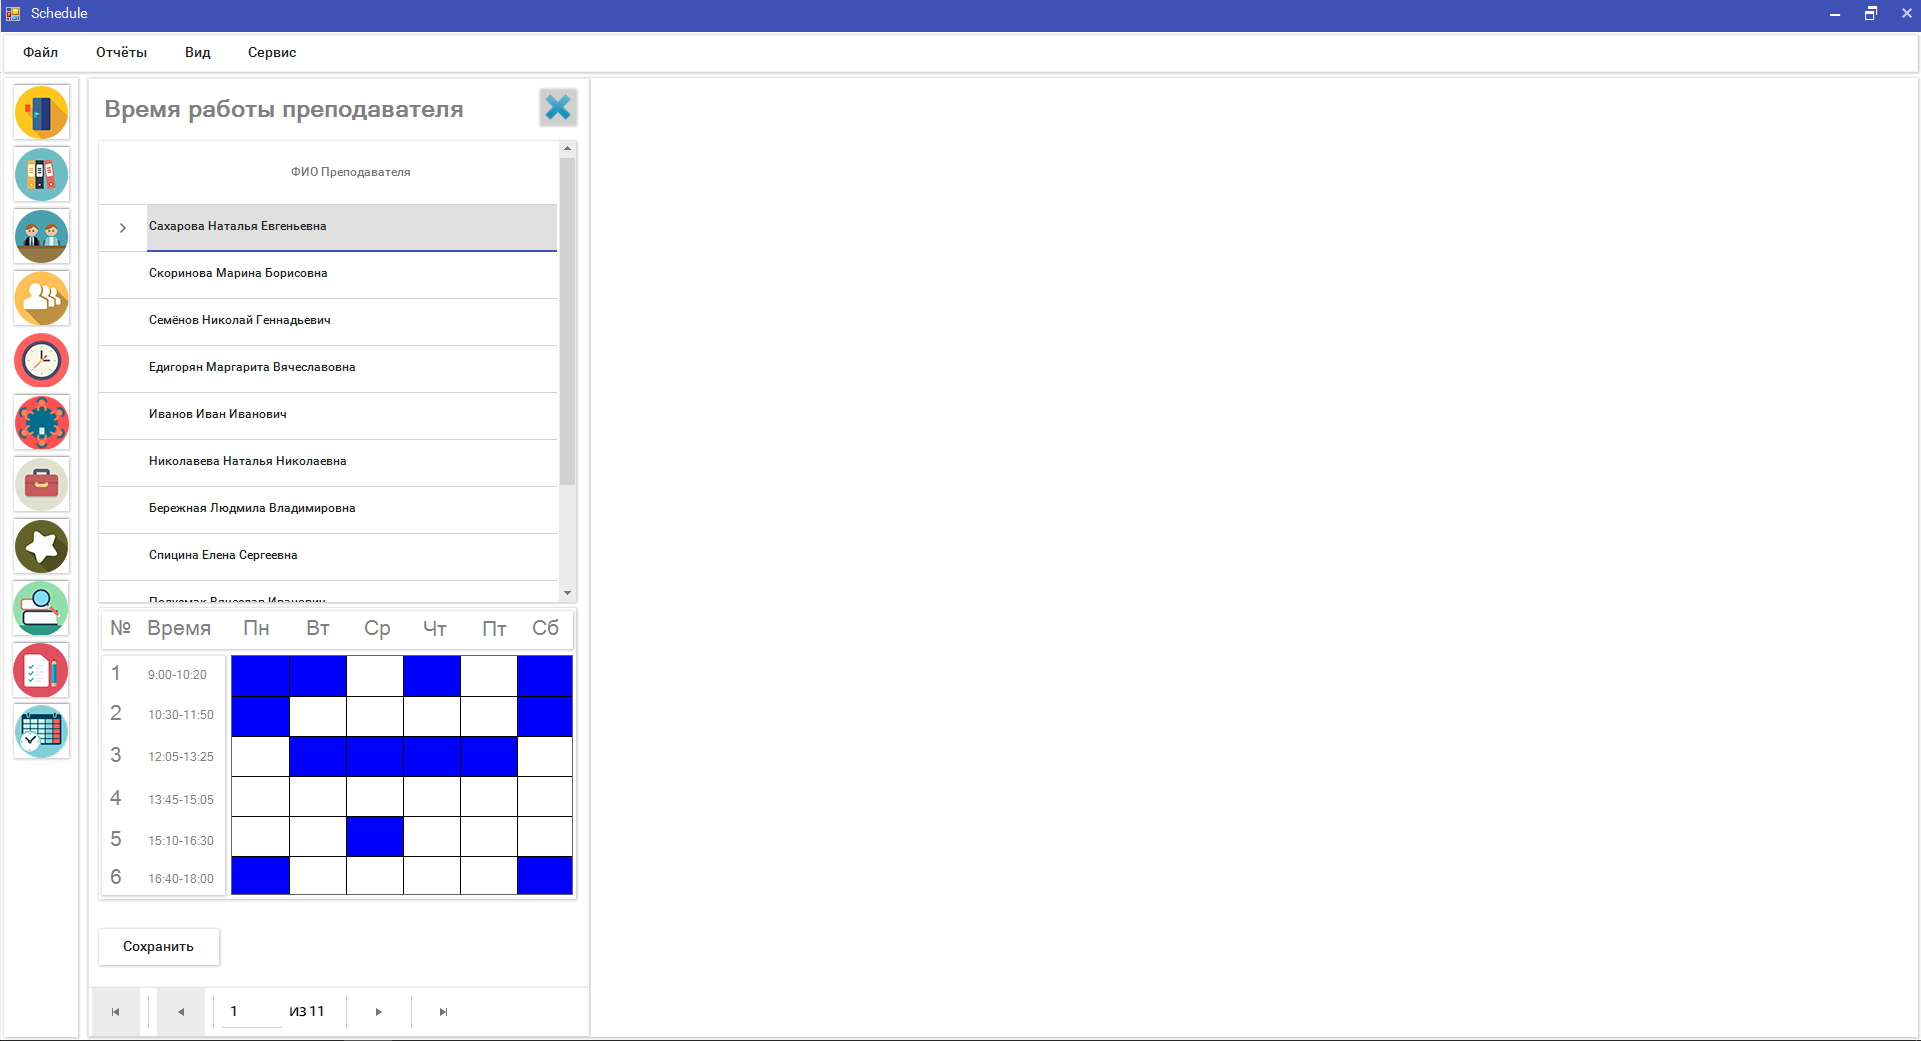 Schedule
Файл Отчёты Вид Сервис
Время работы преподавателя
ФИО Преподавателя
Сахарова Наталья Евгеньевна
Скоринова Марина Борисовна
Семёнов Николай Геннадьевич
Едигорян Маргарита Вячеславовна
Иванов Иван Иванович
Николавева Наталья Николаевна
Бережная Людмила Владимировна
Спицина Елена Сергеевна
Вячеслав Иванович
№ Время Пн Вт Ср Чт Пт Сб
1 9:00-10:20
2 10:30-11:50
3 12:05-13:25
4 13:45-15:05
5 15:10-16:30
6 16:40-18:00
Сохранить
1 из 11